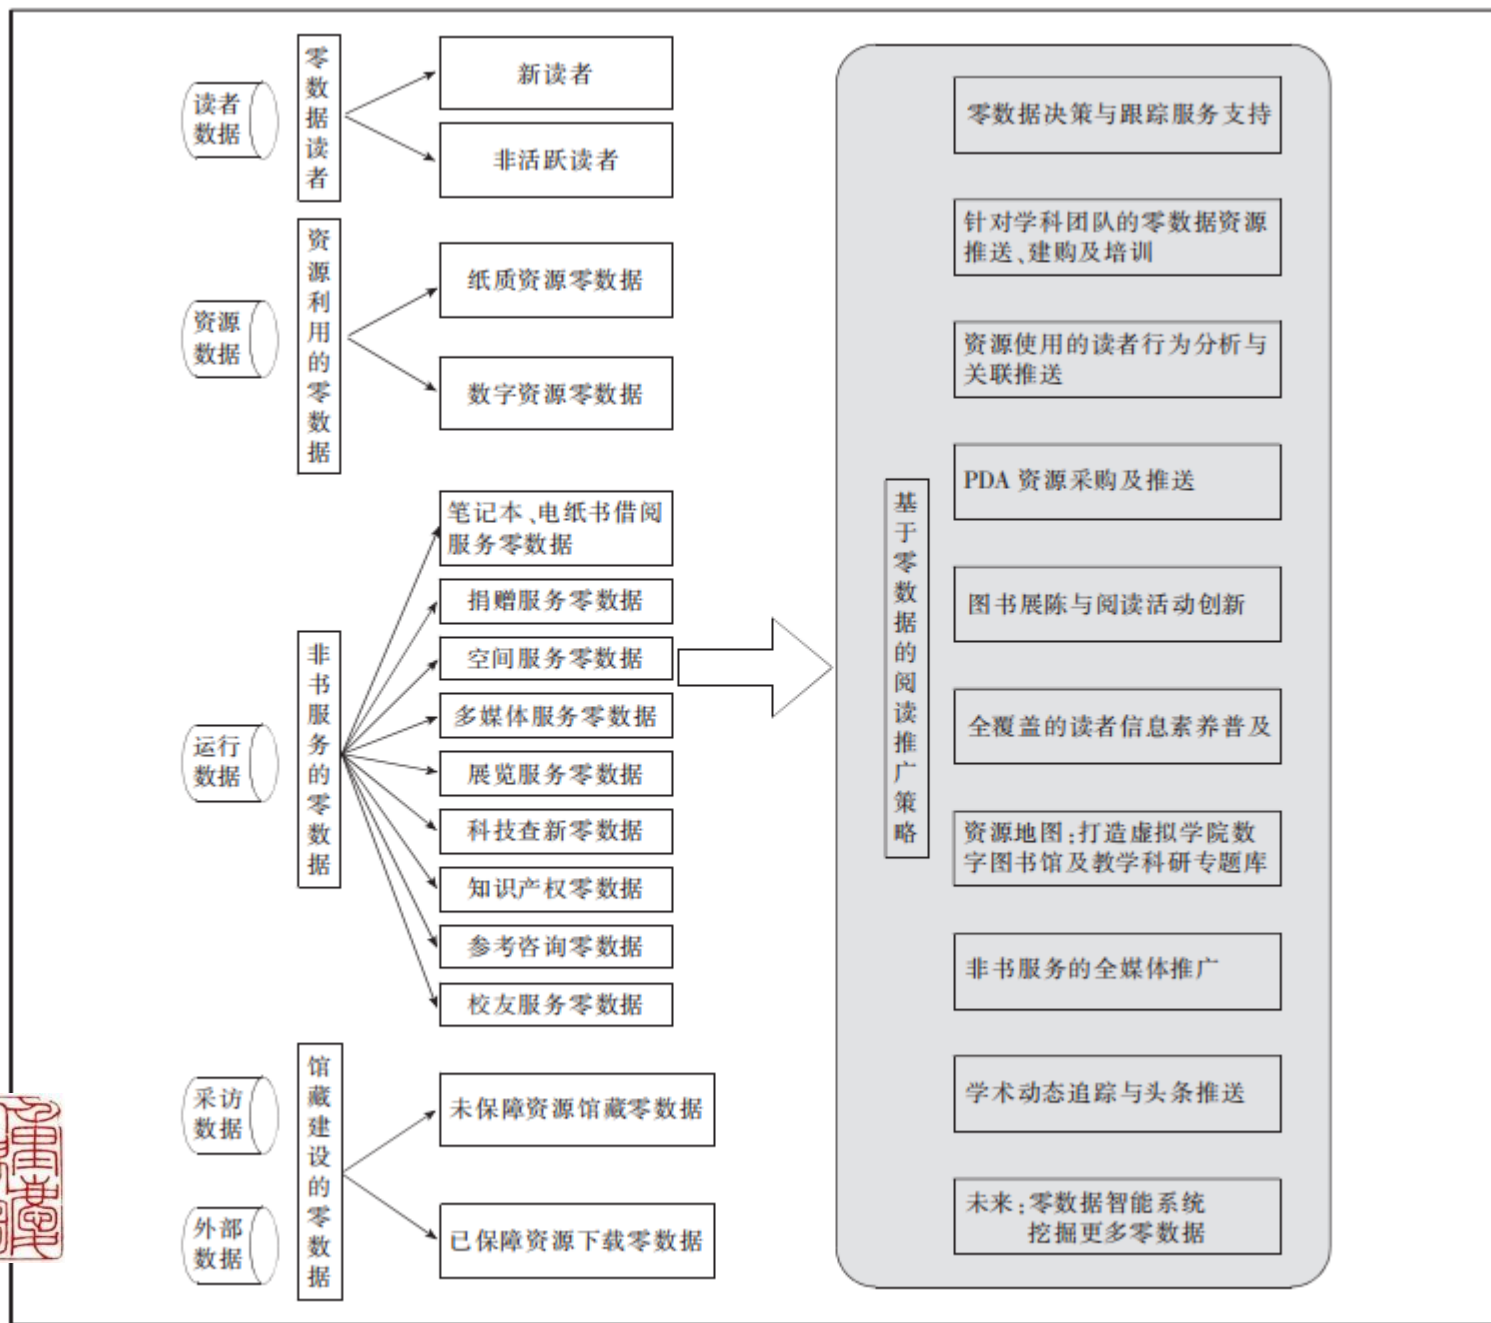 读者
数据
零数据读者
新读者
非活跃读者
资源
数据
资源利用的零数据
纸质资源零数据
数字资源零数据
运行
数据
非书服务的零数据
笔记本、电纸书借阅
服务零数据
捐赠服务零数据
空间服务零数据
多媒体服务零数据
展览服务零数据
科技查新零数据
知识产权零数据
参考咨询零数据
校友服务零数据
采访
数据
外部
数据
馆藏建设的零数据
未保障资源馆藏零数据
已保障资源下载零数据
基于零数据的阅读推广策略
零数据决策与跟踪服务支持
针对学科团队的零数据资源
推送、建购及培训
资源使用的读者行为分析与
关联推送
PDA 资源采购及推送
图书展陈与阅读活动创新
全覆盖的读者信息素养普及
资源地图:打造虚拟学院数
字图书馆及教学科研专题库
非书服务的全媒体推广
学术动态追踪与头条推送
未来:零数据智能系统
挖掘更多零数据